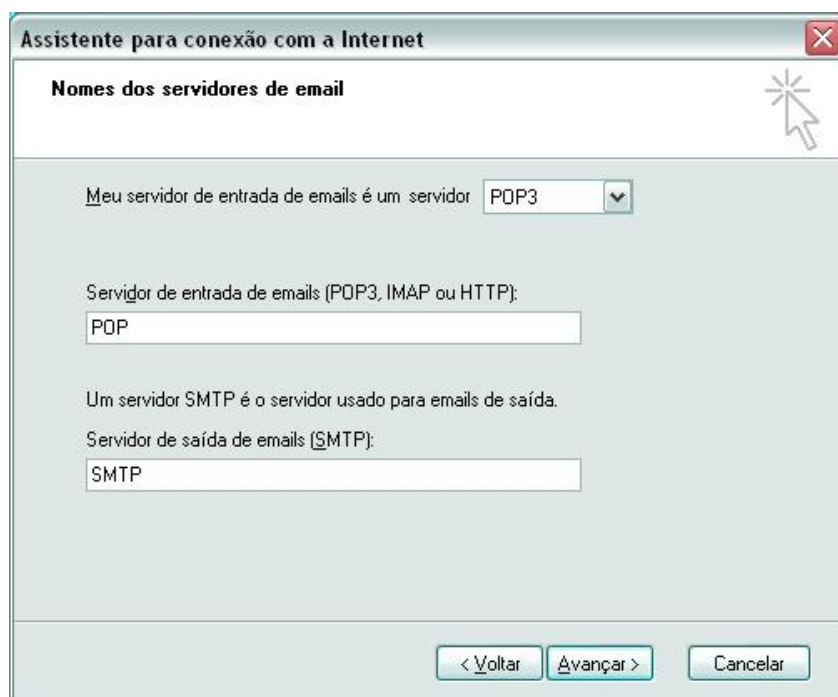 Assistente para conexão com a Internet
Nomes dos servidores de email
Meu servidor de entrada de emails é um servidor POP3
Servidor de entrada de emails (POP3, IMAP ou HTTP):
POP
Um servidor SMTP é o servidor usado para emails de saída.
Servidor de saída de emails (SMTP):
SMTP
< Voltar Avançar > Cancelar